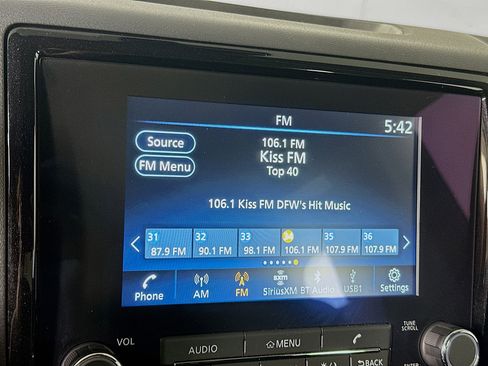 FM
5:42
Source
106.1 FM
Kiss FM
FM Menu
Top 40
106.1 Kiss FM DFW's Hit Music
31 32 33 34 35 36
87.9 FM 90.1 FM 98.1 FM 106.1 FM 107.9 FM 107.9 FM
Phone AM FM SiriusXM BT Audio USB1 Settings
sxm
VOL
AUDIO
MENU
TUNE
SCROLL
BACK
ENTER